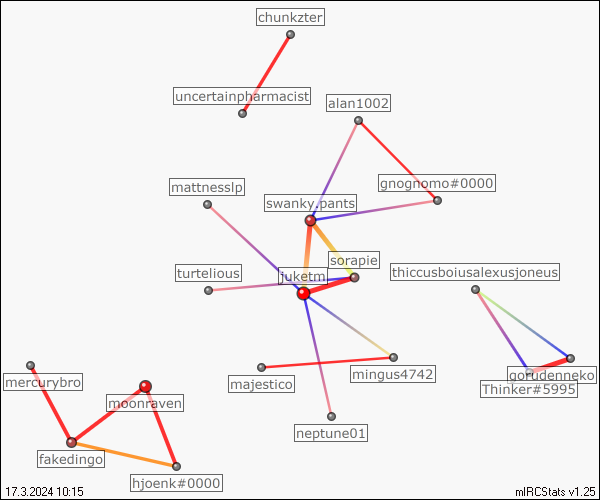 chunkzter
uncertainpharmacist
alan1002
gnognomo#0000
mattnesslp
swanky.pants
sorapie
turtelious
juketm
thiccusboiusalexusjoneus
mingus4742
gorudenneko
mercurybro
majestico
Thinker#5995
moonraven
neptune01
fakedingo
hjoenk#0000
17.3.2024 10:15
mIRCStats v1.25